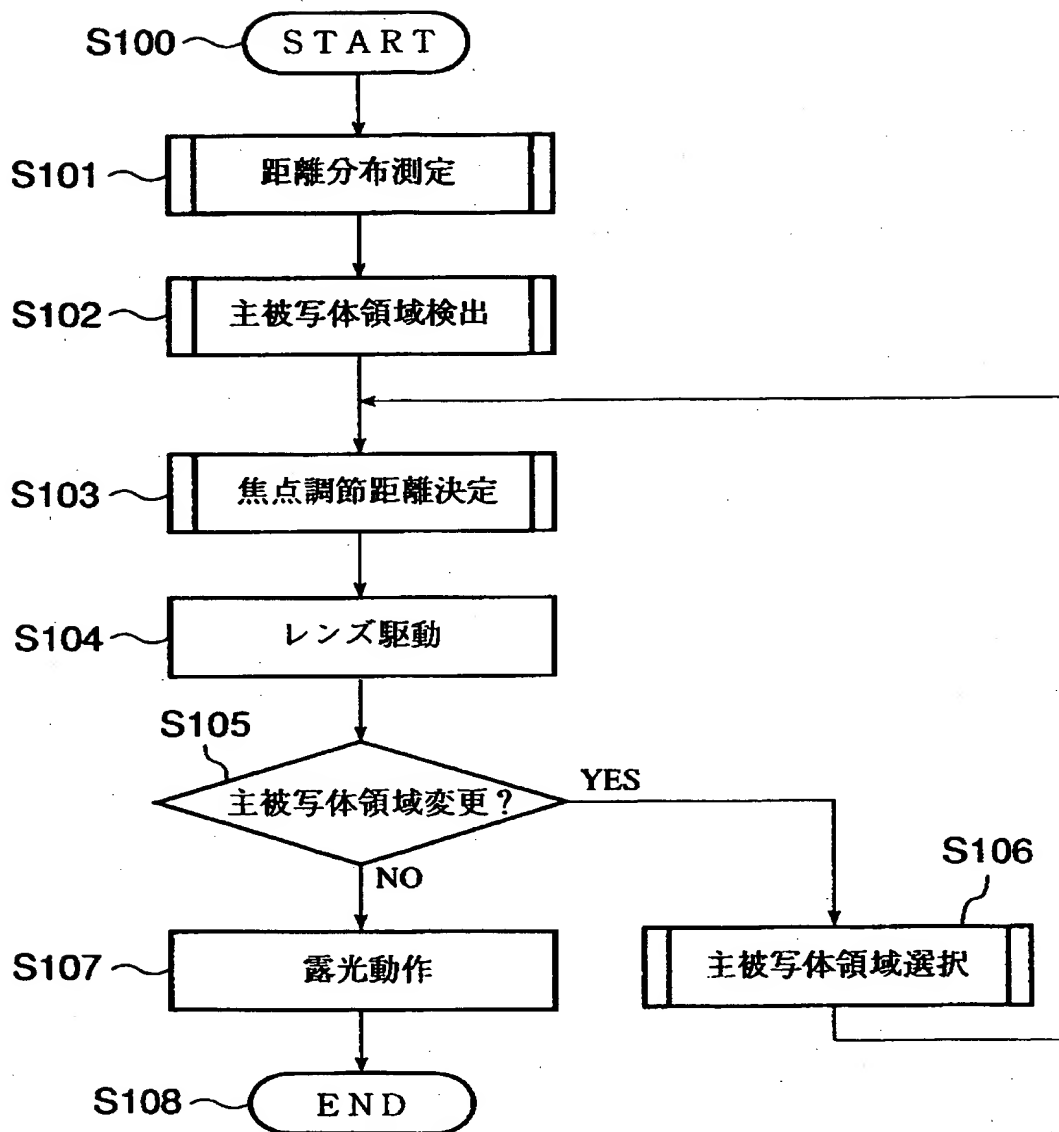 S100
START
S101
距離分布測定
S102
主被写体領域検出
S103
焦点調節距離決定
S104
レンズ駆動
S105
主被写体領域変更？
YES
NO
S106
主被写体領域選択
S107
露光動作
S108
END